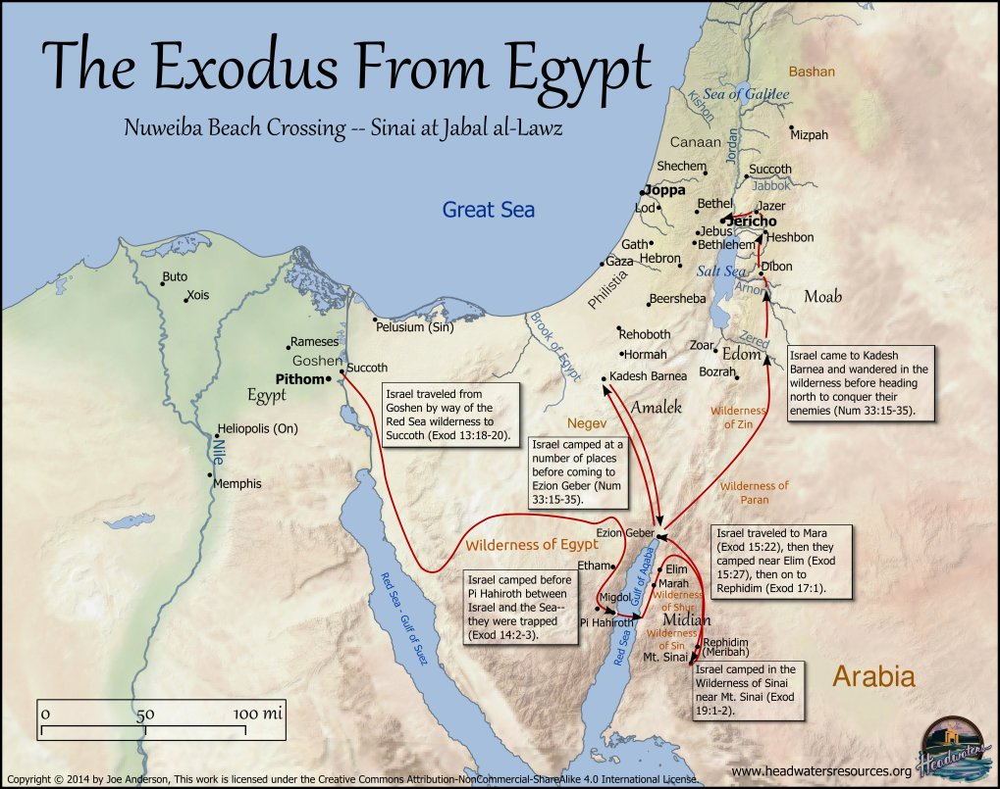 The Exodus From Egypt
Nuweiba Beach Crossing -- Sinai at Jabal al-Lawz
Bashan
Sea of Galilee
Kishon
Mizpah
Jordan
Canaan
Shechem
Succoth
Jabbok
Joppa
Lod
Bethel
Jazer
Great Sea
Jericho
Jebus
Heshbon
Gath
Bethlehem
Hebron
Gaza
Salt Sea
Dibon
Philistia
Arnon
Moab
Beersheba
Buto
Xois
Pelusium (Sin)
Brook of Egypt
Rehoboth
Hormah
Zered
Zoar
Edom
Rameses
Goshen
Succoth
Pithom
Egypt
Kadesh Barnea
Bozrah
Amalek
Israel came to Kadesh
Barnea and wandered in the
wilderness before heading
north to conquer their
enemies (Num 33:15-35).
Israel traveled from
Goshen by way of the
Red Sea wilderness to
Succoth (Exod 13:18-20).
Wilderness
of Zin
Negev
Heliopolis (On)
Nile
Memphis
Israel camped at a
number of places
before coming to
Ezion Geber (Num
33:15-35).
Wilderness of
Paran
Ezion Geber
Wilderness of Egypt
Israel traveled to Mara
(Exod 15:22), then they
camped near Elim (Exod
15:27), then on to
Rephidim (Exod 17:1).
Etham
Elim
Gulf of Aqaba
Marah
Israel camped before
Pi Hahiroth between
Israel and the Sea--
they were trapped
(Exod 14:2-3).
Migdol
Wilderness
of Shur
Pi Hahiroth
Midian
Red Sea - Gulf of Suez
Red Sea
Wilderness
of Sin
Rephidim
(Meribah)
Mt. Sinai
Israel camped in the
Wilderness of Sinai
near Mt. Sinai (Exod
19:1-2).
Arabia
0 50 100 mi
Headwaters
www.headwatersresources.org
Copyright © 2014 by Joe Anderson, This work is licensed under the Creative Commons Attribution-NonCommercial-ShareAlike 4.0 International License.